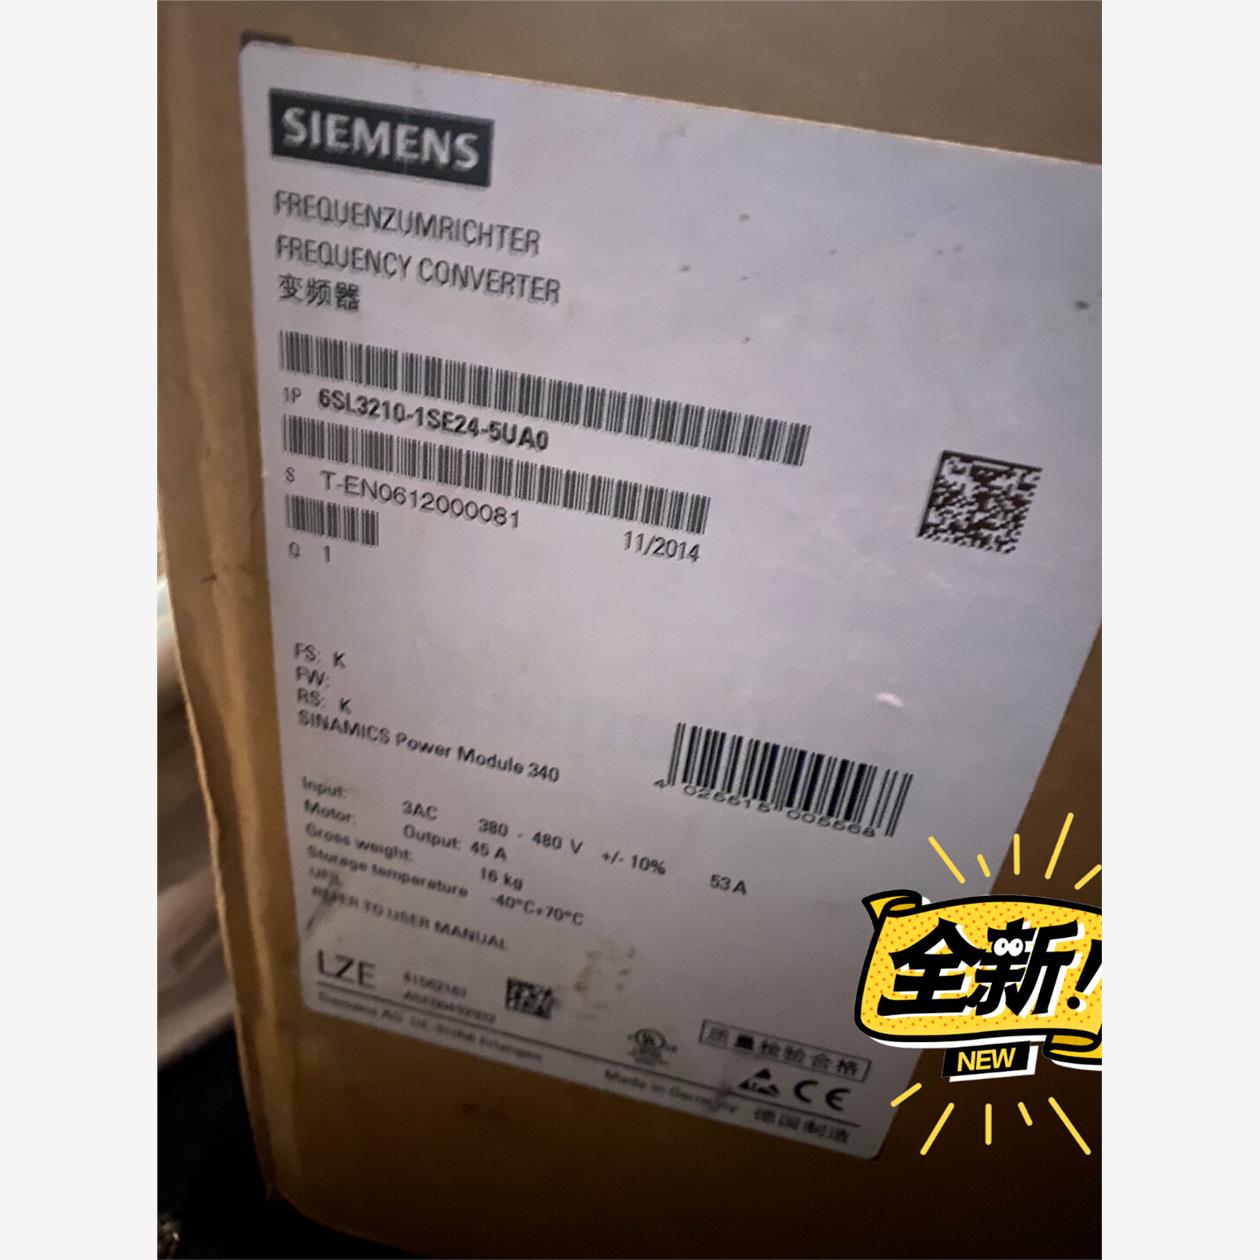 SIEMENS
FREQUENZUMRICHTER
FREQUENCY CONVERTER
变频器
1P 6SL3210-1SE24-5UA0
S T-EN0612000081
11/2014
Q 1
FS: K
FW:
RS: K
SINAMICS Power Module 340
Input: 3AC 380 - 480 V +/- 10% 53 A
Motor: Output: 45 A
Gross weight: 16 kg
Storage temperature -40°C+70°C
REFER TO USER MANUAL
LZE
Siemens AG
质量检验合格
CE
Made in Germany 德国制造
全新!
NEW